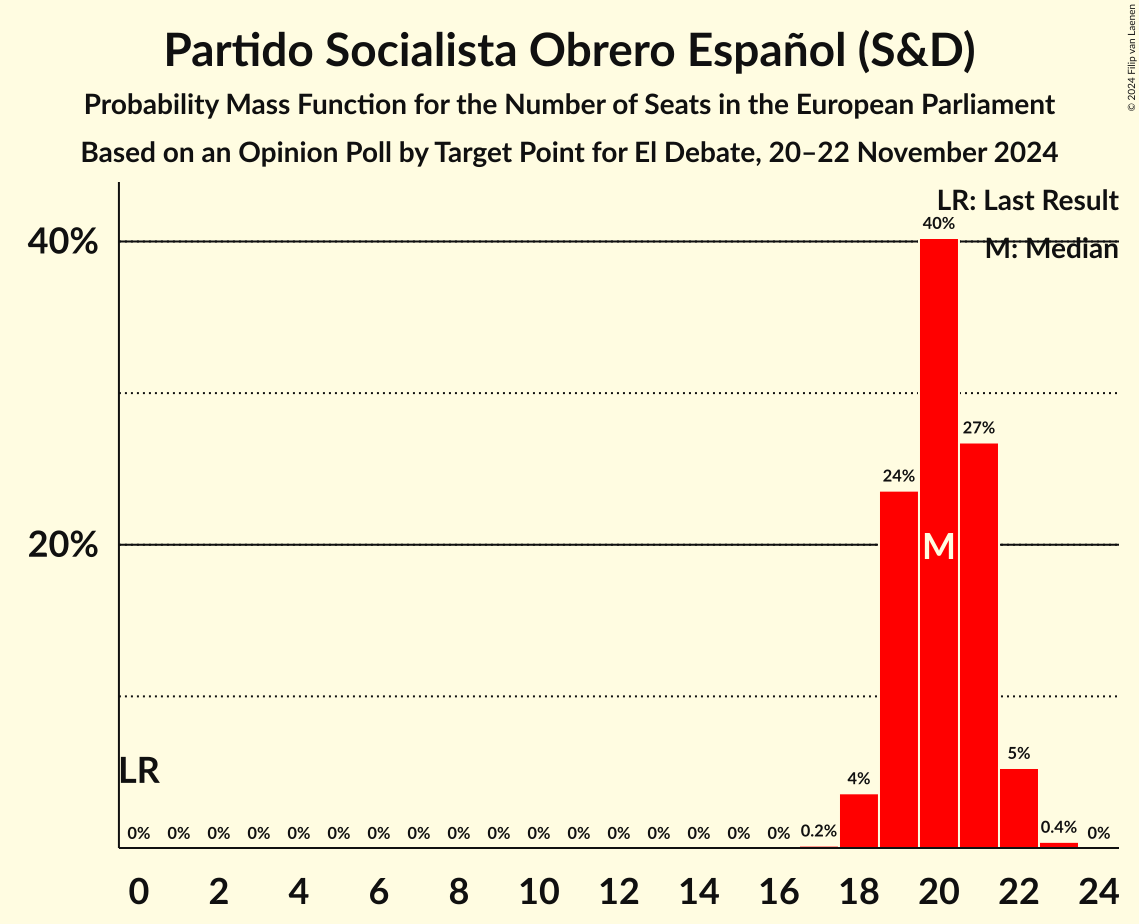 Partido Socialista Obrero Español (S&D)
Probability Mass Function for the Number of Seats in the European Parliament
Based on an Opinion Poll by Target Point for El Debate, 20–22 November 2024
© 2024 Filip van Laenen
LR: Last Result
M: Median
40%
20%
40%
27%
24%
M
5%
4%
LR
0% 0% 0% 0% 0% 0% 0% 0% 0% 0% 0% 0% 0% 0% 0% 0% 0% 0.2% 0.4% 0%
0 2 4 6 8 10 12 14 16 18 20 22 24